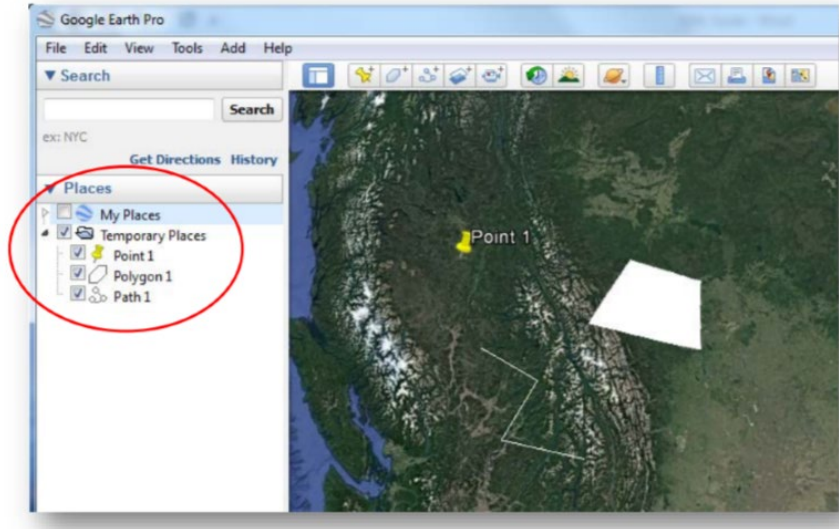 Google Earth Pro
File Edit View Tools Add Help
Search
Search
ex: NYC
Get Directions History
Places
My Places
Temporary Places
Point 1
Polygon 1
Path 1
Point 1